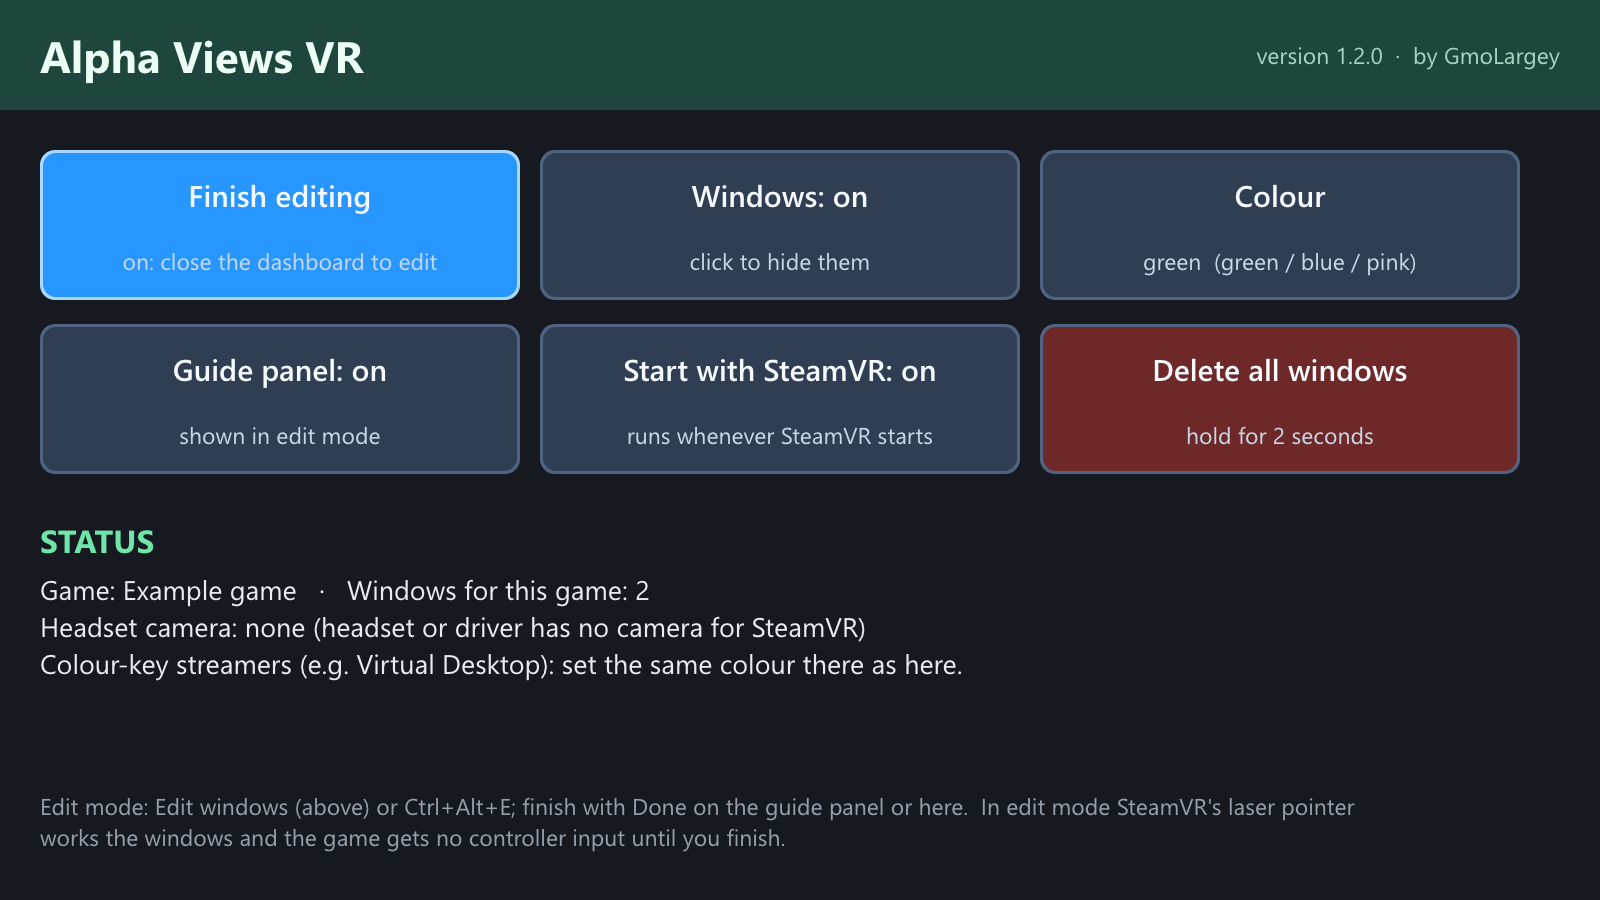 Alpha Views VR
version 1.2.0 · by GmoLargey
Finish editing
on: close the dashboard to edit
Windows: on
click to hide them
Colour
green (green / blue / pink)
Guide panel: on
shown in edit mode
Start with SteamVR: on
runs whenever SteamVR starts
Delete all windows
hold for 2 seconds
STATUS
Game: Example game · Windows for this game: 2
Headset camera: none (headset or driver has no camera for SteamVR)
Colour-key streamers (e.g. Virtual Desktop): set the same colour there as here.
Edit mode: Edit windows (above) or Ctrl+Alt+E; finish with Done on the guide panel or here. In edit mode SteamVR's laser pointer
works the windows and the game gets no controller input until you finish.